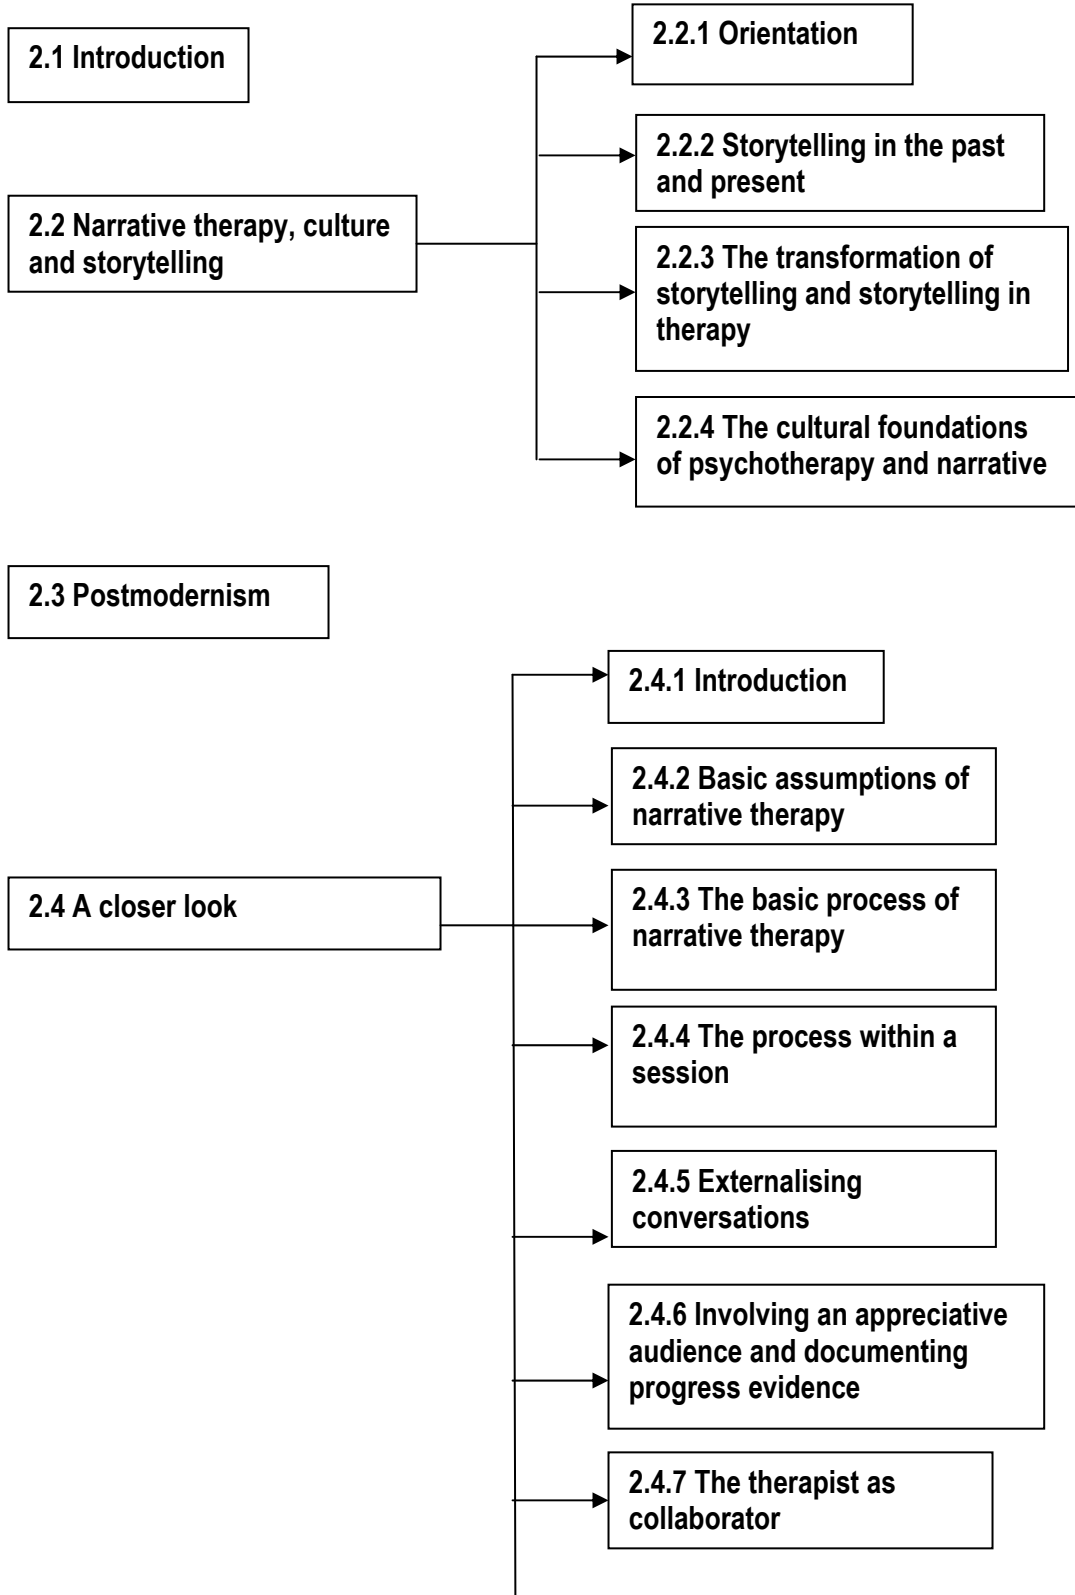 2.1 Introduction
2.2 Narrative therapy, culture
and storytelling
2.2.1 Orientation
2.2.2 Storytelling in the past
and present
2.2.3 The transformation of
storytelling and storytelling in
therapy
2.2.4 The cultural foundations
of psychotherapy and narrative
2.3 Postmodernism
2.4 A closer look
2.4.1 Introduction
2.4.2 Basic assumptions of
narrative therapy
2.4.3 The basic process of
narrative therapy
2.4.4 The process within a
session
2.4.5 Externalising
conversations
2.4.6 Involving an appreciative
audience and documenting
progress evidence
2.4.7 The therapist as
collaborator